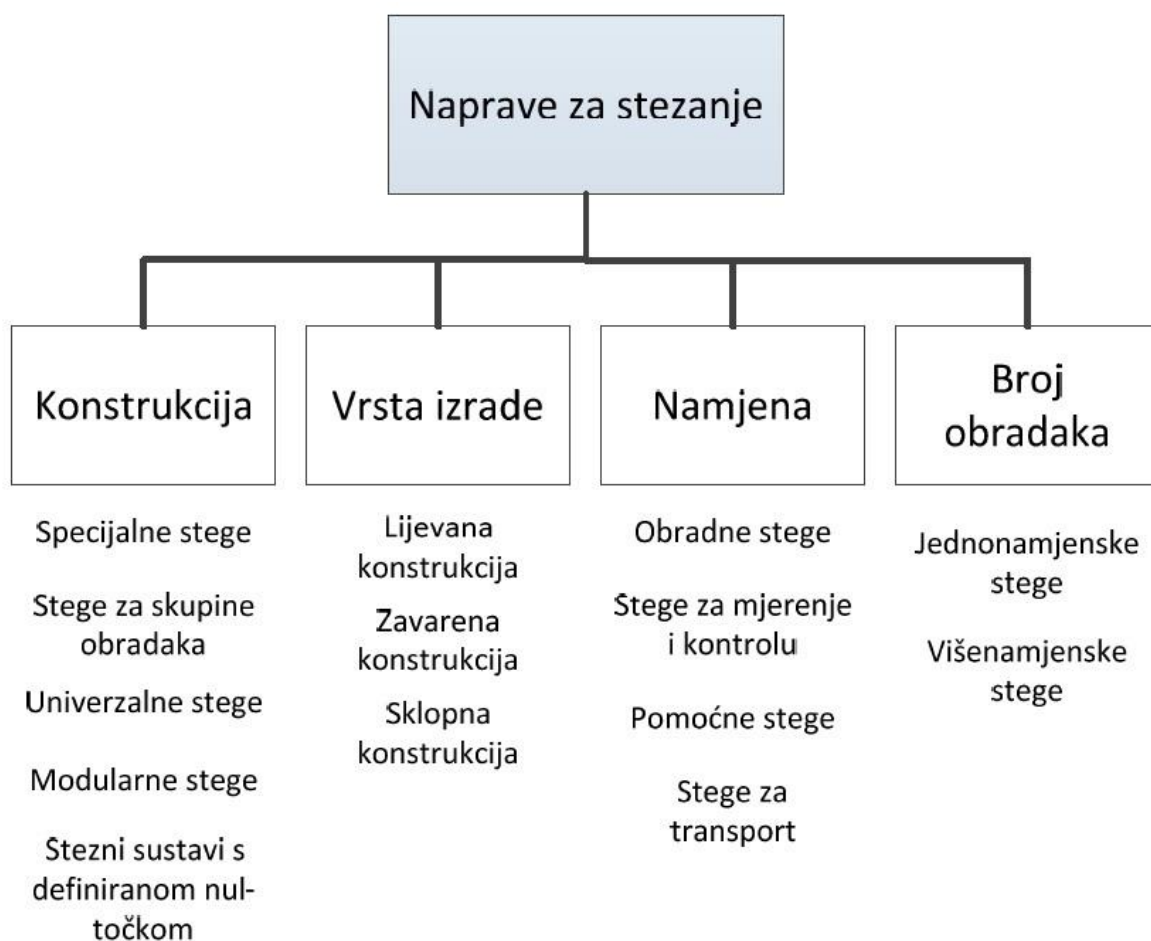 Naprave za stezanje
Konstrukcija
Specijalne stege
Stege za skupine
obradaka
Univerzalne stege
Modularne stege
Stezni sustavi s
definiranom nul-
točkom
Vrsta izrade
Lijevana
konstrukcija
Zavarena
konstrukcija
Sklopna
konstrukcija
Namjena
Obradne stege
Stege za mjerenje
i kontrolu
Pomoćne stege
Stege za
transport
Broj
obradaka
Jednonamjenske
stege
Višenamjenske
stege